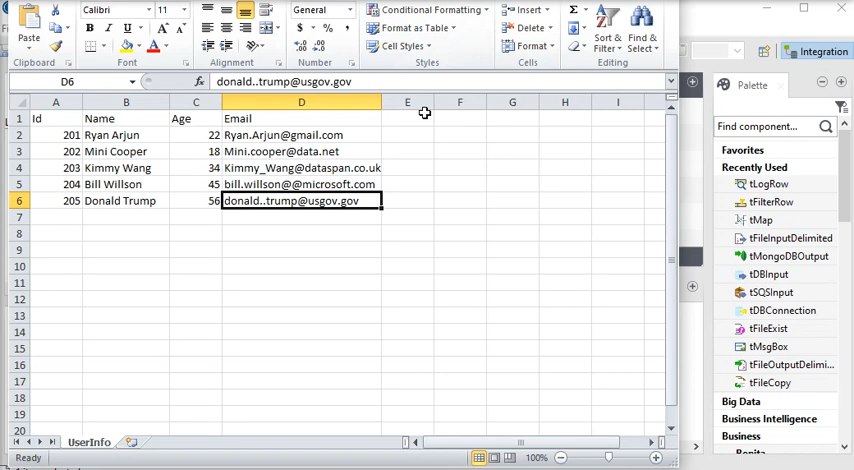 Calibri 11 General Conditional Formatting Insert Σ
Paste B I U A $ % , Format as Table Delete Sort & Find &
Cell Styles Format Filter Select
Clipboard Font Alignment Number Styles Cells Editing
D6 fx donald..trump@usgov.gov
A B C D E F G H I
1 Id Name Age Email
2 201 Ryan Arjun 22 Ryan.Arjun@gmail.com
3 202 Mini Cooper 18 Mini.cooper@data.net
4 203 Kimmy Wang 34 Kimmy_Wang@dataspan.co.uk
5 204 Bill Willson 45 bill.willson@@microsoft.com
6 205 Donald Trump 56 donald..trump@usgov.gov
7
8
9
10
11
12
13
14
15
16
17
18
19
20
UserInfo
Ready 100%
Integration
Palette
Find component...
Favorites
Recently Used
tLogRow
tFilterRow
tMap
tFileInputDelimited
tMongoDBOutput
tDBInput
tSQSInput
tDBConnection
tFileExist
tMsgBox
tFileOutputDelimi...
tFileCopy
Big Data
Business Intelligence
Business